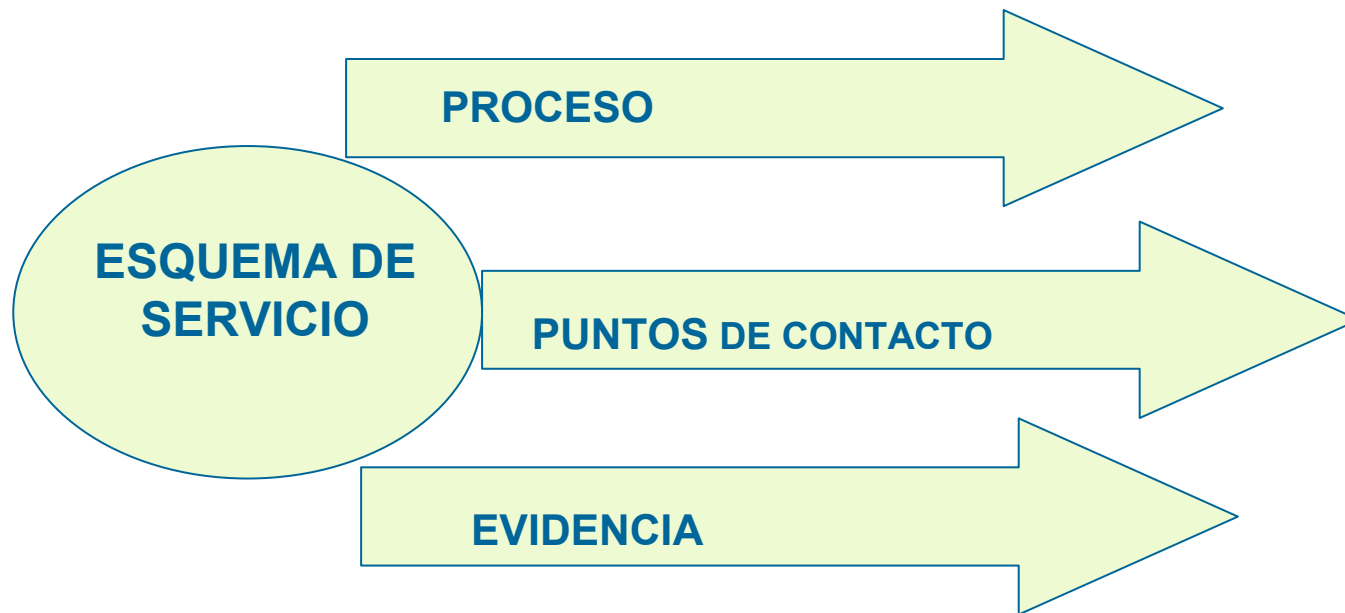 PROCESO
ESQUEMA DE
SERVICIO
PUNTOS DE CONTACTO
EVIDENCIA